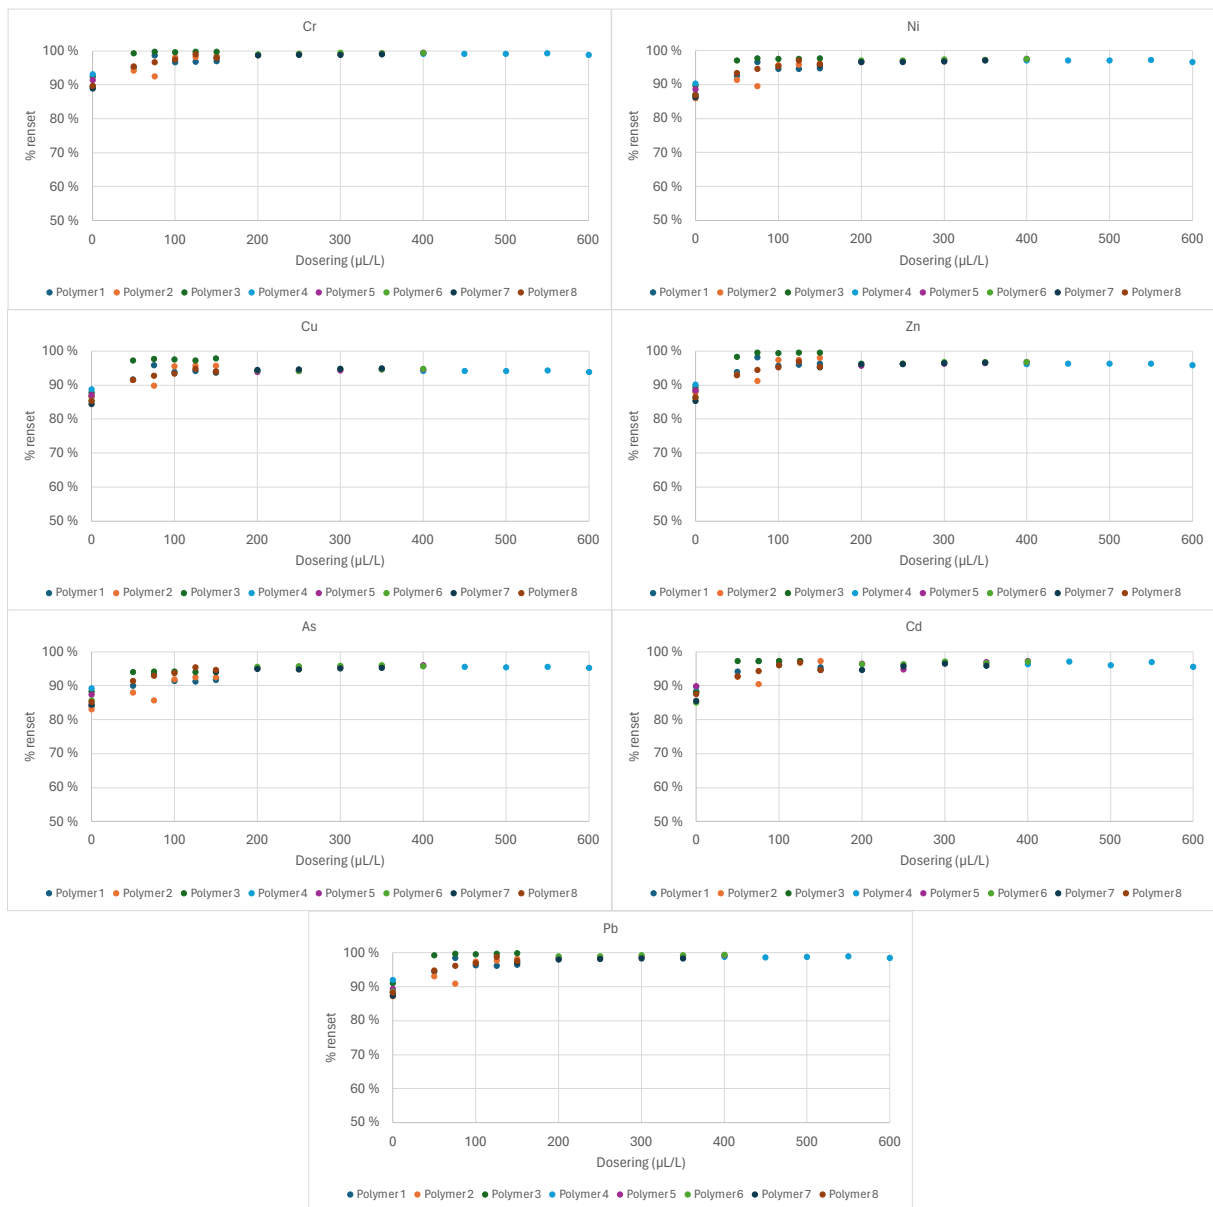 Cr
100 %
90 %
80 %
70 %
60 %
50 %
% renset
0 100 200 300 400 500 600
Dosering (µL/L)
Polymer1 Polymer2 Polymer3 Polymer4 Polymer5 Polymer6 Polymer7 Polymer8
Ni
100 %
90 %
80 %
70 %
60 %
50 %
% renset
0 100 200 300 400 500 600
Dosering (µL/L)
Polymer1 Polymer2 Polymer3 Polymer4 Polymer5 Polymer6 Polymer7 Polymer8
Cu
100 %
90 %
80 %
70 %
60 %
50 %
% renset
0 100 200 300 400 500 600
Dosering (µL/L)
Polymer1 Polymer2 Polymer3 Polymer4 Polymer5 Polymer6 Polymer7 Polymer8
Zn
100 %
90 %
80 %
70 %
60 %
50 %
% renset
0 100 200 300 400 500 600
Dosering (µL/L)
Polymer1 Polymer2 Polymer3 Polymer4 Polymer5 Polymer6 Polymer7 Polymer8
As
100 %
90 %
80 %
70 %
60 %
50 %
% renset
0 100 200 300 400 500 600
Dosering (µL/L)
Polymer1 Polymer2 Polymer3 Polymer4 Polymer5 Polymer6 Polymer7 Polymer8
Cd
100 %
90 %
80 %
70 %
60 %
50 %
% renset
0 100 200 300 400 500 600
Dosering (µL/L)
Polymer1 Polymer2 Polymer3 Polymer4 Polymer5 Polymer6 Polymer7 Polymer8
Pb
100 %
90 %
80 %
70 %
60 %
50 %
% renset
0 100 200 300 400 500 600
Dosering (µL/L)
Polymer1 Polymer2 Polymer3 Polymer4 Polymer5 Polymer6 Polymer7 Polymer8